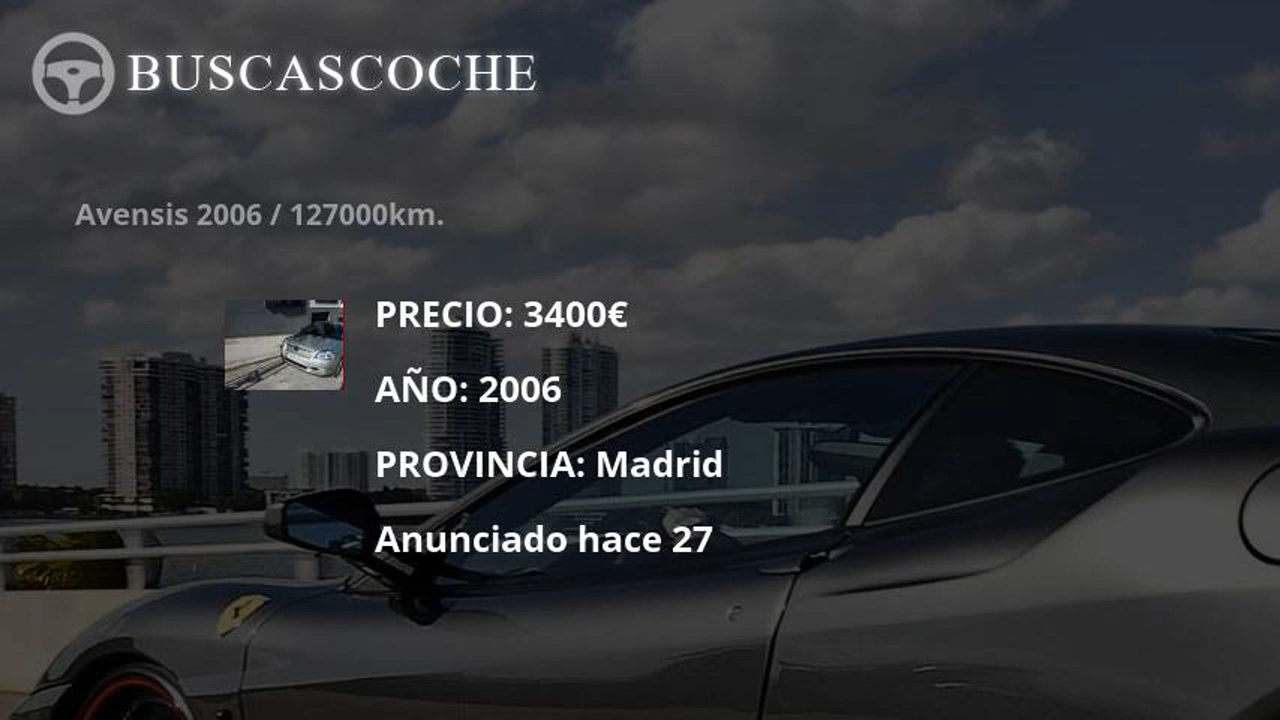 BUSCASCOCHE
Avensis 2006 / 127000km.
PRECIO: 3400€
AÑO: 2006
PROVINCIA: Madrid
Anunciado hace 27